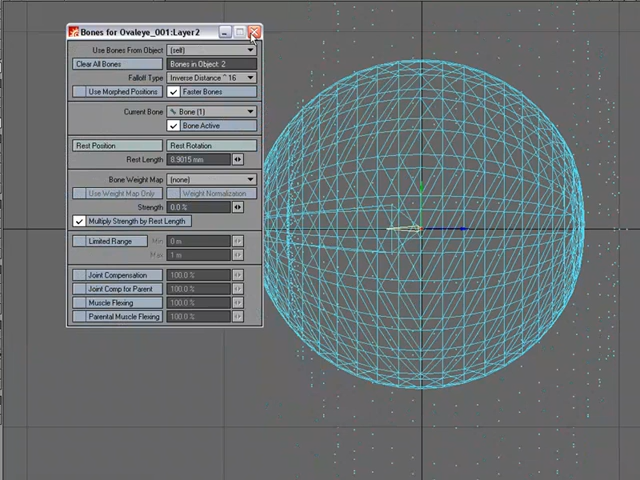 Bones for Ovaleye_001:Layer2
Use Bones From Object (self)
Clear All Bones Bones in Object: 2
Falloff Type Inverse Distance ^ 16
Use Morphed Positions Faster Bones
Current Bone Bone (1)
Bone Active
Rest Position Rest Rotation
Rest Length 8.9015 mm
Bone Weight Map (none)
Use Weight Map Only Weight Normalization
Strength 0.0 %
Multiply Strength by Rest Length
Limited Range Min 0 m
Max 1 m
Joint Compensation 100.0 %
Joint Comp for Parent 100.0 %
Muscle Flexing 100.0 %
Parental Muscle Flexing 100.0 %